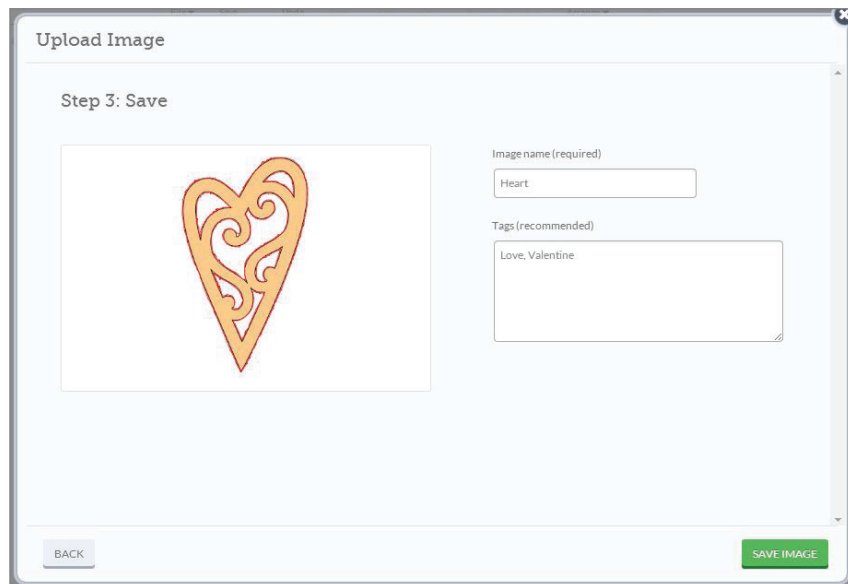 Upload Image
Step 3: Save
Image name (required)
Heart
Tags (recommended)
Love, Valentine
BACK
SAVE IMAGE